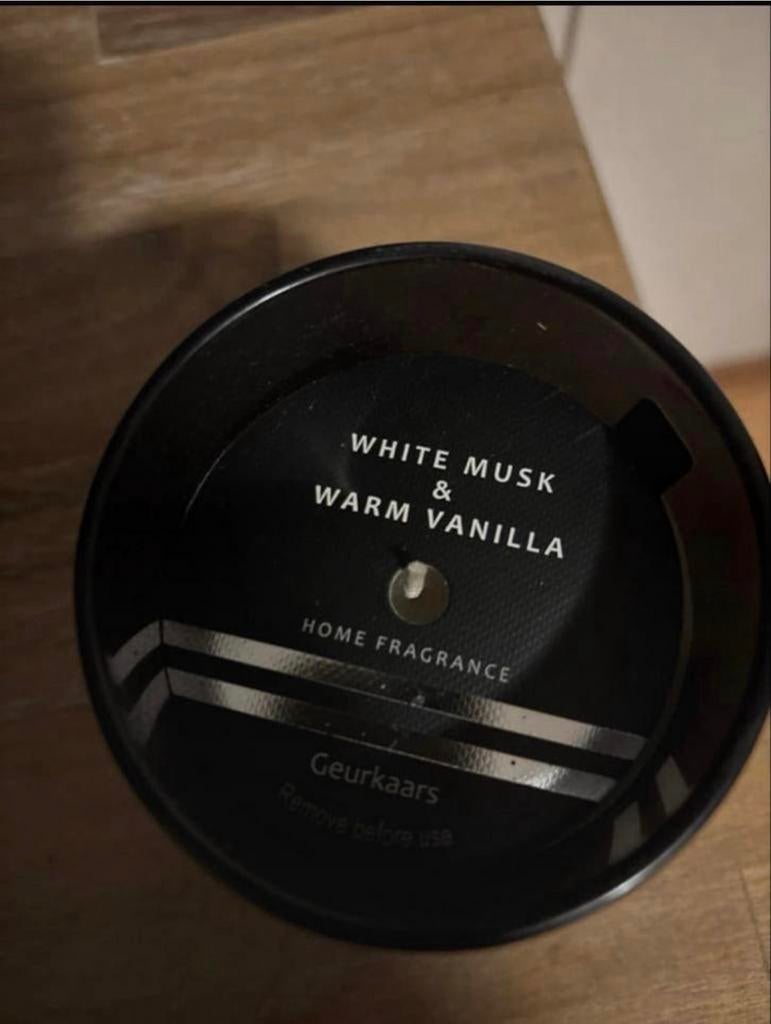 WHITE MUSK
&
WARM VANILLA
HOME FRAGRANCE
Geurkaars
Remove before use